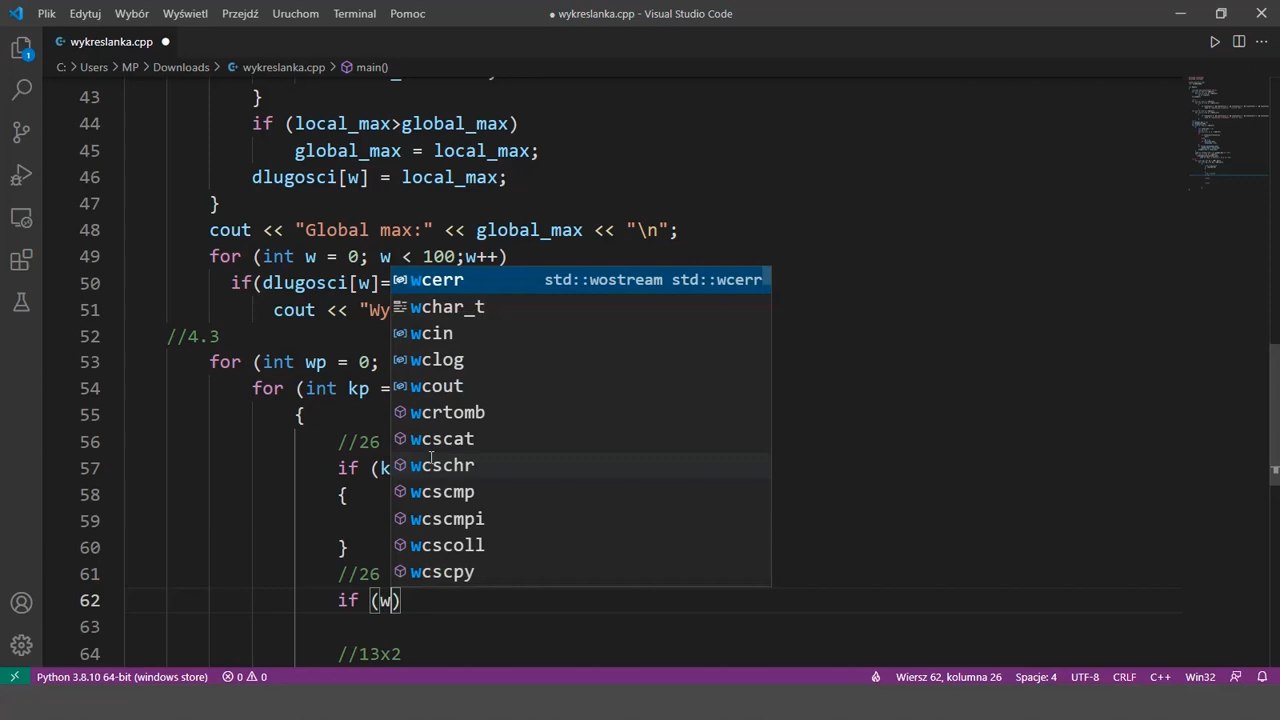 Plik Edytuj Wybór Wyświetl Przejdź Uruchom Terminal Pomoc ● wykreslanka.cpp - Visual Studio Code
wykreslanka.cpp ●
C: > Users > MP > Downloads > wykreslanka.cpp > main()
43 }
44 if (local_max>global_max)
45 global_max = local_max;
46 dlugosci[w] = local_max;
47 }
48 cout << "Global max:" << global_max << "\n";
49 for (int w = 0; w < 100;w++)
50 if(dlugosci[w]=
51 cout << "Wy
52 //4.3
53 for (int wp = 0;
54 for (int kp =
55 {
56 //26
57 if (k
58 {
59
60 }
61 //26
62 if (w)
63
64 //13x2
wcerr std::wostream std::wcerr
wchar_t
wcin
wclog
wcout
wcrtomb
wcscat
wcschr
wcscmp
wcscmpi
wcscoll
wcscpy
1
Python 3.8.10 64-bit (windows store) 0 0 Wiersz 62, kolumna 26 Spacje: 4 UTF-8 CRLF C++ Win32